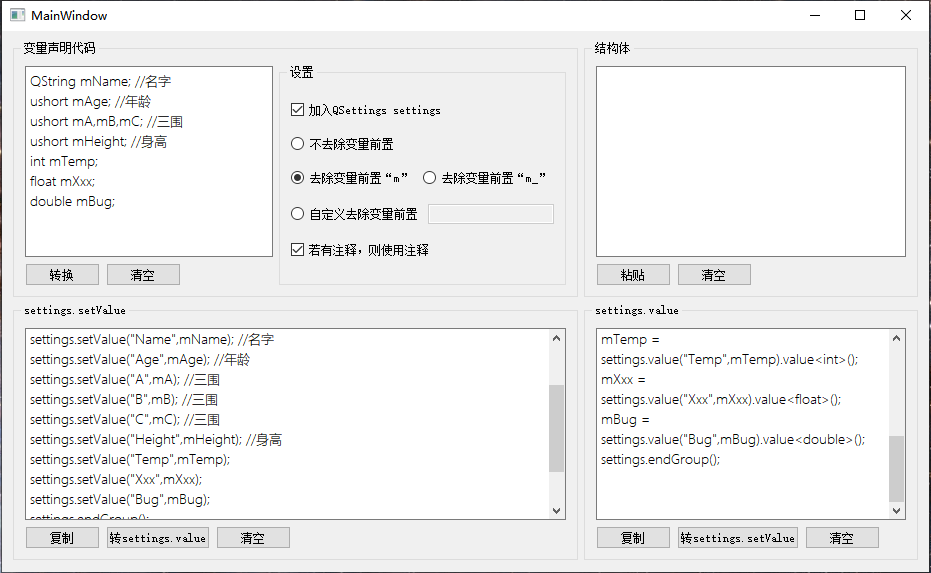 MainWindow
变量声明代码
QString mName; //名字
ushort mAge; //年龄
ushort mA,mB,mC; //三围
ushort mHeight; //身高
int mTemp;
float mXxx;
double mBug;
转换
清空
设置
加入QSettings settings
不去除变量前置
去除变量前置“m”
去除变量前置“m_”
自定义去除变量前置
若有注释，则使用注释
结构体
粘贴
清空
settings.setValue
settings.setValue("Name",mName); //名字
settings.setValue("Age",mAge); //年龄
settings.setValue("A",mA); //三围
settings.setValue("B",mB); //三围
settings.setValue("C",mC); //三围
settings.setValue("Height",mHeight); //身高
settings.setValue("Temp",mTemp);
settings.setValue("Xxx",mXxx);
settings.setValue("Bug",mBug);
settings.endGroup();
复制
转settings.value
清空
settings.value
mTemp =
settings.value("Temp",mTemp).value<int>();
mXxx =
settings.value("Xxx",mXxx).value<float>();
mBug =
settings.value("Bug",mBug).value<double>();
settings.endGroup();
复制
转settings.setValue
清空